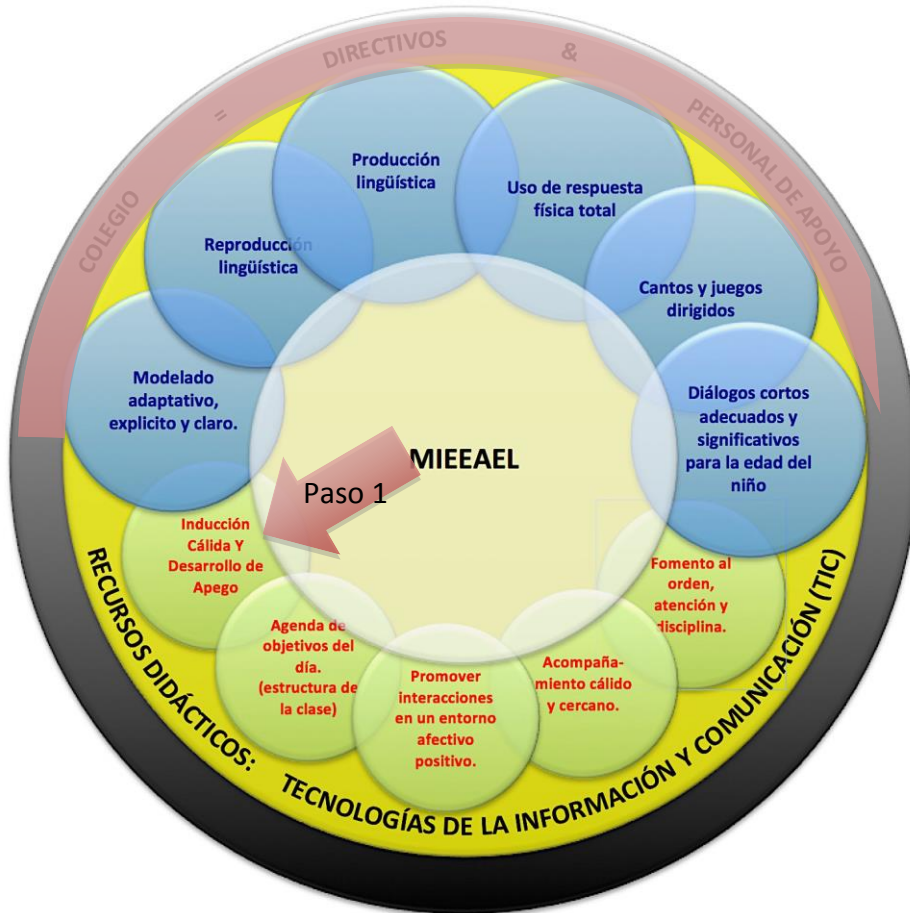 COLEGIO = DIRECTIVOS & PERSONAL DE APOYO
Producción
lingüística
Uso de respuesta
física total
Reproducción
lingüística
Cantos y juegos
dirigidos
Modelado
adaptativo,
explicito y claro.
Diálogos cortos
adecuados y
significativos
para la edad del
niño
MIEEAEL
Paso 1
Inducción
Cálida Y
Desarrollo de
Apego
Agenda de
objetivos del
día.
(estructura de
la clase)
Promover
interacciones
en un entorno
afectivo
positivo.
Acompaña-
miento cálido
y cercano.
Fomento al
orden,
atención y
disciplina.
RECURSOS DIDÁCTICOS: TECNOLOGÍAS DE LA INFORMACIÓN Y COMUNICACIÓN (TIC)